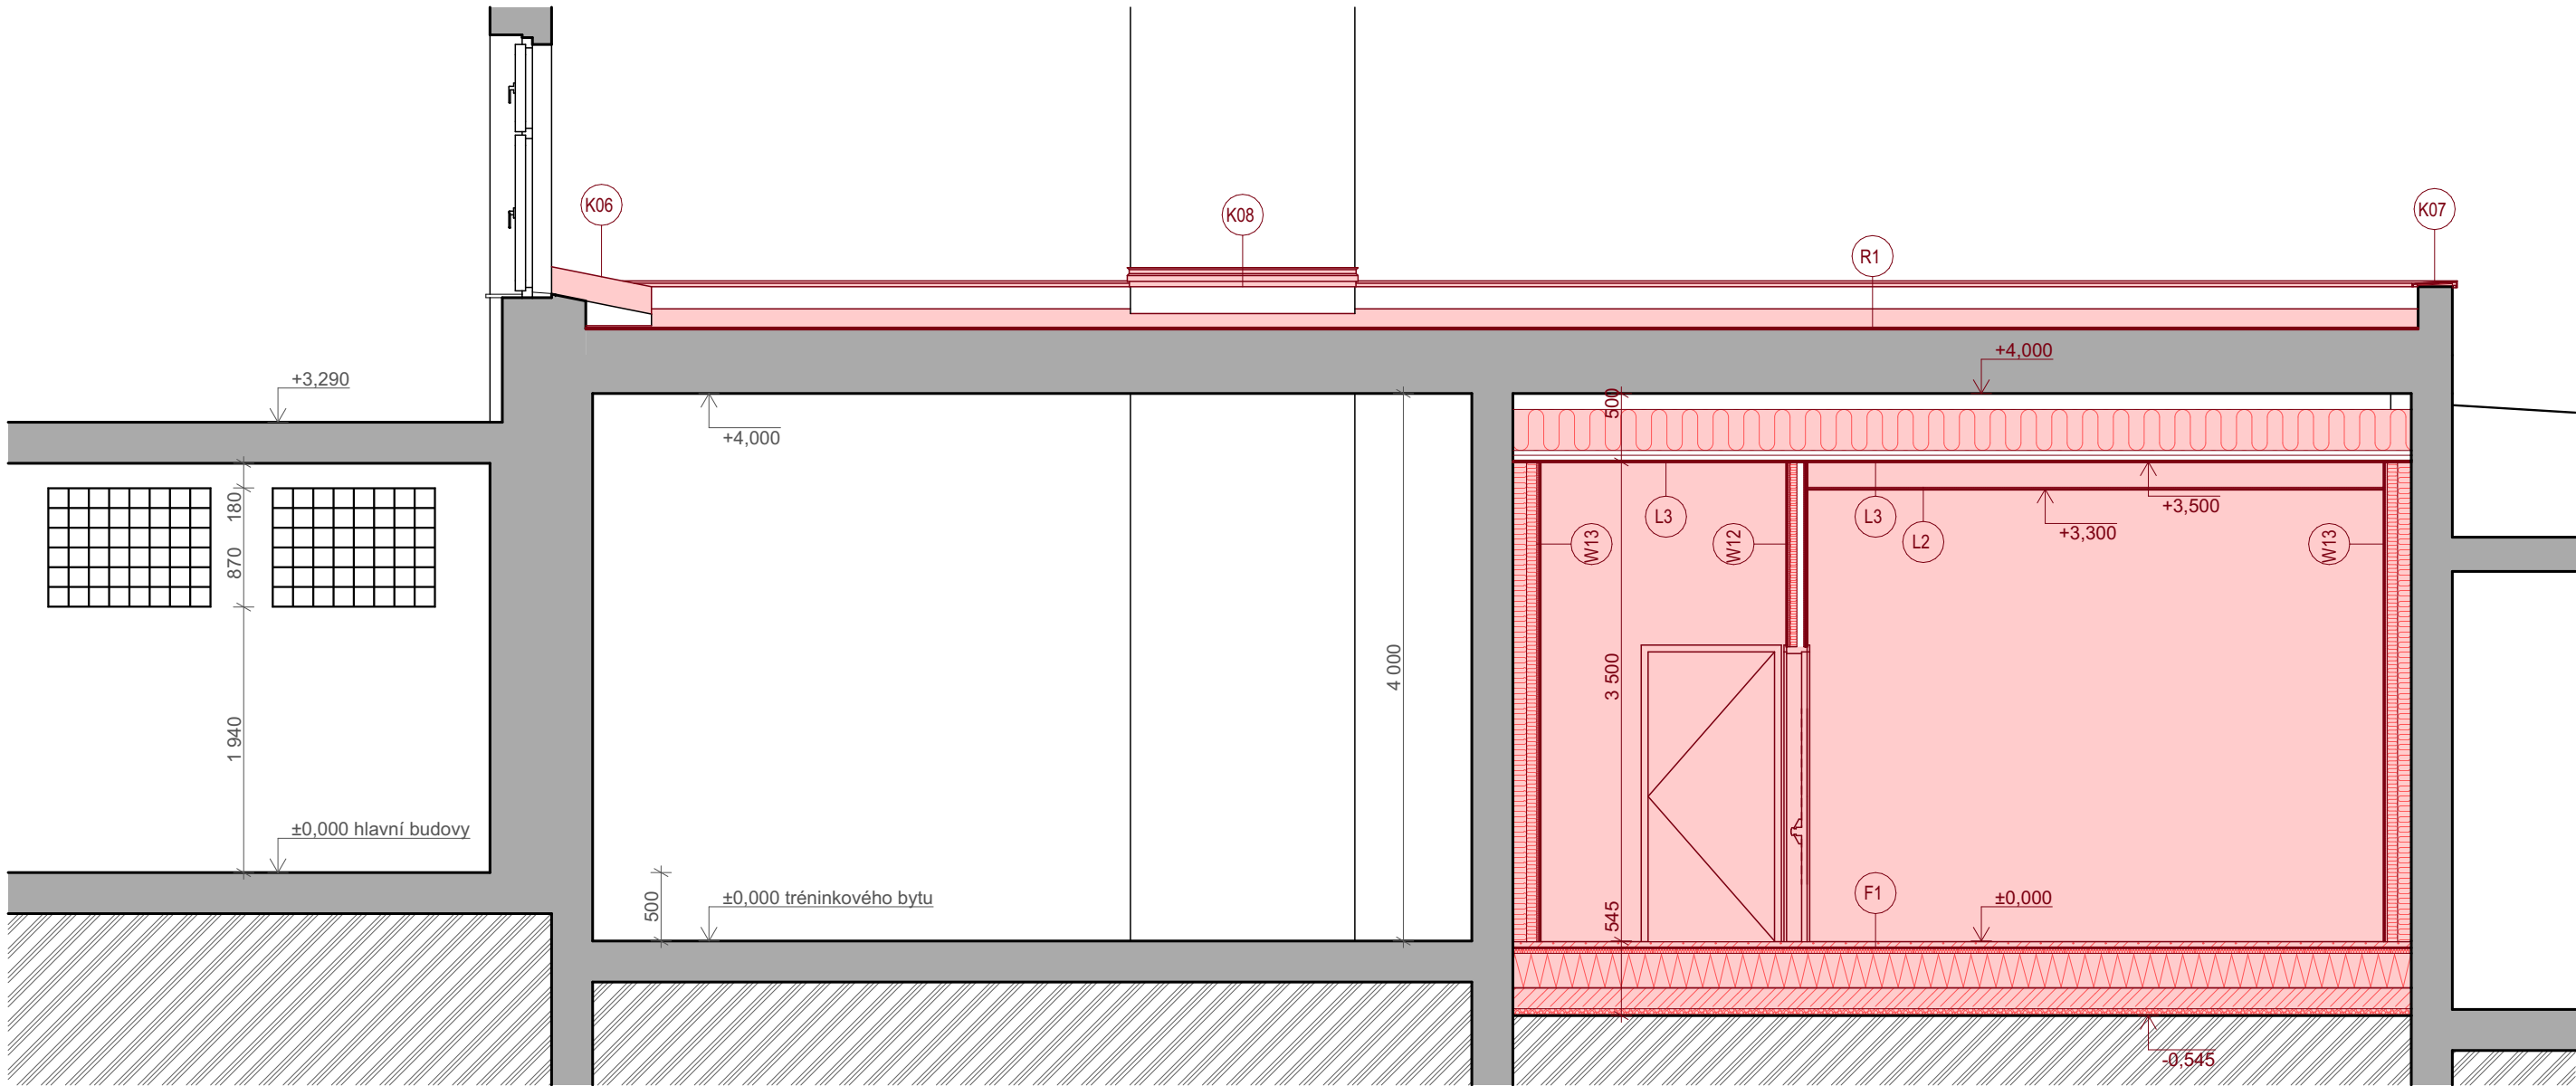 K06
K08
K07
R1
+3,290
+4,000
+4,000
500
180
870
1 940
L3
L3
L2
+3,500
+3,300
W13
W12
W13
4 000
3 500
±0,000 hlavní budovy
500
±0,000 tréninkového bytu
545
F1
±0,000
-0,545